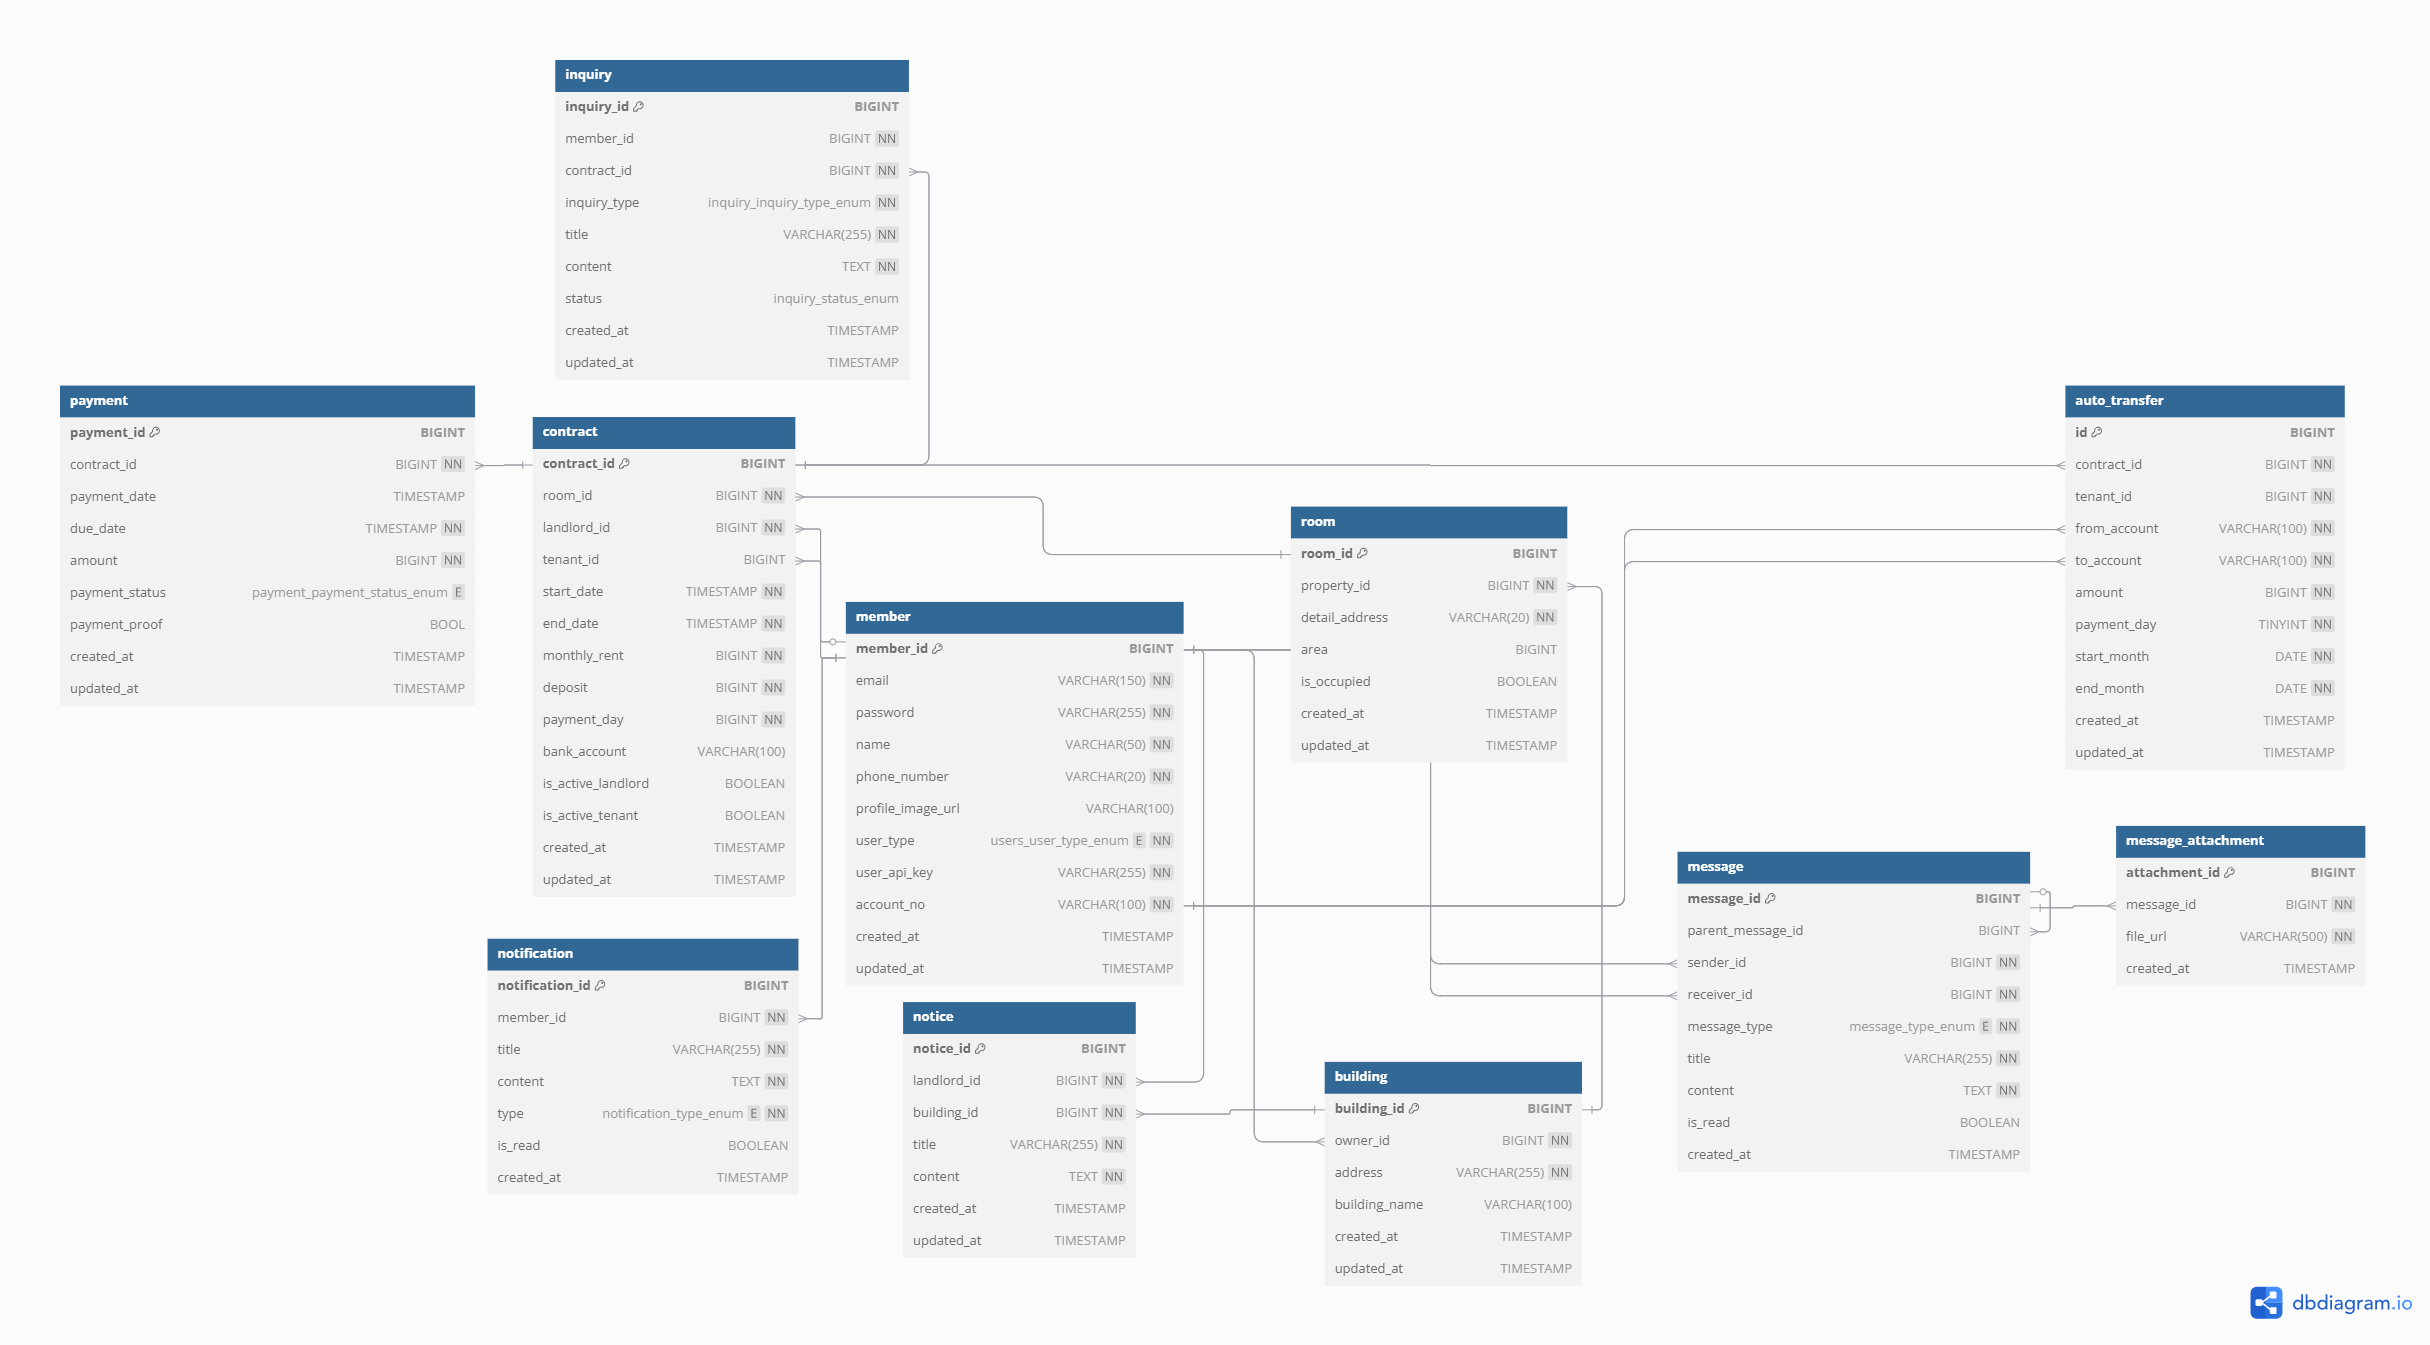 inquiry
inquiry_id BIGINT
member_id BIGINT NN
contract_id BIGINT NN
inquiry_type inquiry_inquiry_type_enum NN
title VARCHAR(255) NN
content TEXT NN
status inquiry_status_enum
created_at TIMESTAMP
updated_at TIMESTAMP
payment
payment_id BIGINT
contract_id BIGINT NN
payment_date TIMESTAMP
due_date TIMESTAMP NN
amount BIGINT NN
payment_status payment_payment_status_enum E
payment_proof BOOL
created_at TIMESTAMP
updated_at TIMESTAMP
contract
contract_id BIGINT
room_id BIGINT NN
landlord_id BIGINT NN
tenant_id BIGINT
start_date TIMESTAMP NN
end_date TIMESTAMP NN
monthly_rent BIGINT NN
deposit BIGINT NN
payment_day BIGINT NN
bank_account VARCHAR(100)
is_active_landlord BOOLEAN
is_active_tenant BOOLEAN
created_at TIMESTAMP
updated_at TIMESTAMP
member
member_id BIGINT
email VARCHAR(150) NN
password VARCHAR(255) NN
name VARCHAR(50) NN
phone_number VARCHAR(20) NN
profile_image_url VARCHAR(100)
user_type users_user_type_enum E NN
user_api_key VARCHAR(255) NN
account_no VARCHAR(100) NN
created_at TIMESTAMP
updated_at TIMESTAMP
room
room_id BIGINT
property_id BIGINT NN
detail_address VARCHAR(20) NN
area BIGINT
is_occupied BOOLEAN
created_at TIMESTAMP
updated_at TIMESTAMP
auto_transfer
id BIGINT
contract_id BIGINT NN
tenant_id BIGINT NN
from_account VARCHAR(100) NN
to_account VARCHAR(100) NN
amount BIGINT NN
payment_day TINYINT NN
start_month DATE NN
end_month DATE NN
created_at TIMESTAMP
updated_at TIMESTAMP
notification
notification_id BIGINT
member_id BIGINT NN
title VARCHAR(255) NN
content TEXT NN
type notification_type_enum E NN
is_read BOOLEAN
created_at TIMESTAMP
notice
notice_id BIGINT
landlord_id BIGINT NN
building_id BIGINT NN
title VARCHAR(255) NN
content TEXT NN
created_at TIMESTAMP
updated_at TIMESTAMP
building
building_id BIGINT
owner_id BIGINT NN
address VARCHAR(255) NN
building_name VARCHAR(100)
created_at TIMESTAMP
updated_at TIMESTAMP
message
message_id BIGINT
parent_message_id BIGINT
sender_id BIGINT NN
receiver_id BIGINT NN
message_type message_type_enum E NN
title VARCHAR(255) NN
content TEXT NN
is_read BOOLEAN
created_at TIMESTAMP
message_attachment
attachment_id BIGINT
message_id BIGINT NN
file_url VARCHAR(500) NN
created_at TIMESTAMP
dbdiagram.io